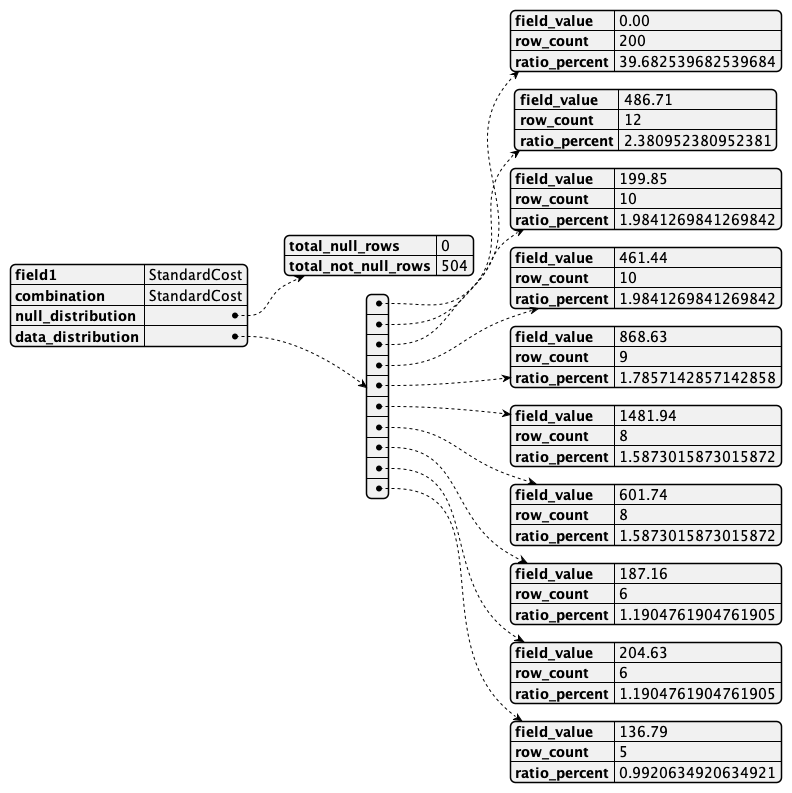 field1 StandardCost
combination StandardCost
null_distribution
data_distribution
total_null_rows 0
total_not_null_rows 504
field_value 0.00
row_count 200
ratio_percent 39.682539682539684
field_value 486.71
row_count 12
ratio_percent 2.380952380952381
field_value 199.85
row_count 10
ratio_percent 1.9841269841269842
field_value 461.44
row_count 10
ratio_percent 1.9841269841269842
field_value 868.63
row_count 9
ratio_percent 1.7857142857142858
field_value 1481.94
row_count 8
ratio_percent 1.5873015873015872
field_value 601.74
row_count 8
ratio_percent 1.5873015873015872
field_value 187.16
row_count 6
ratio_percent 1.1904761904761905
field_value 204.63
row_count 6
ratio_percent 1.1904761904761905
field_value 136.79
row_count 5
ratio_percent 0.9920634920634921